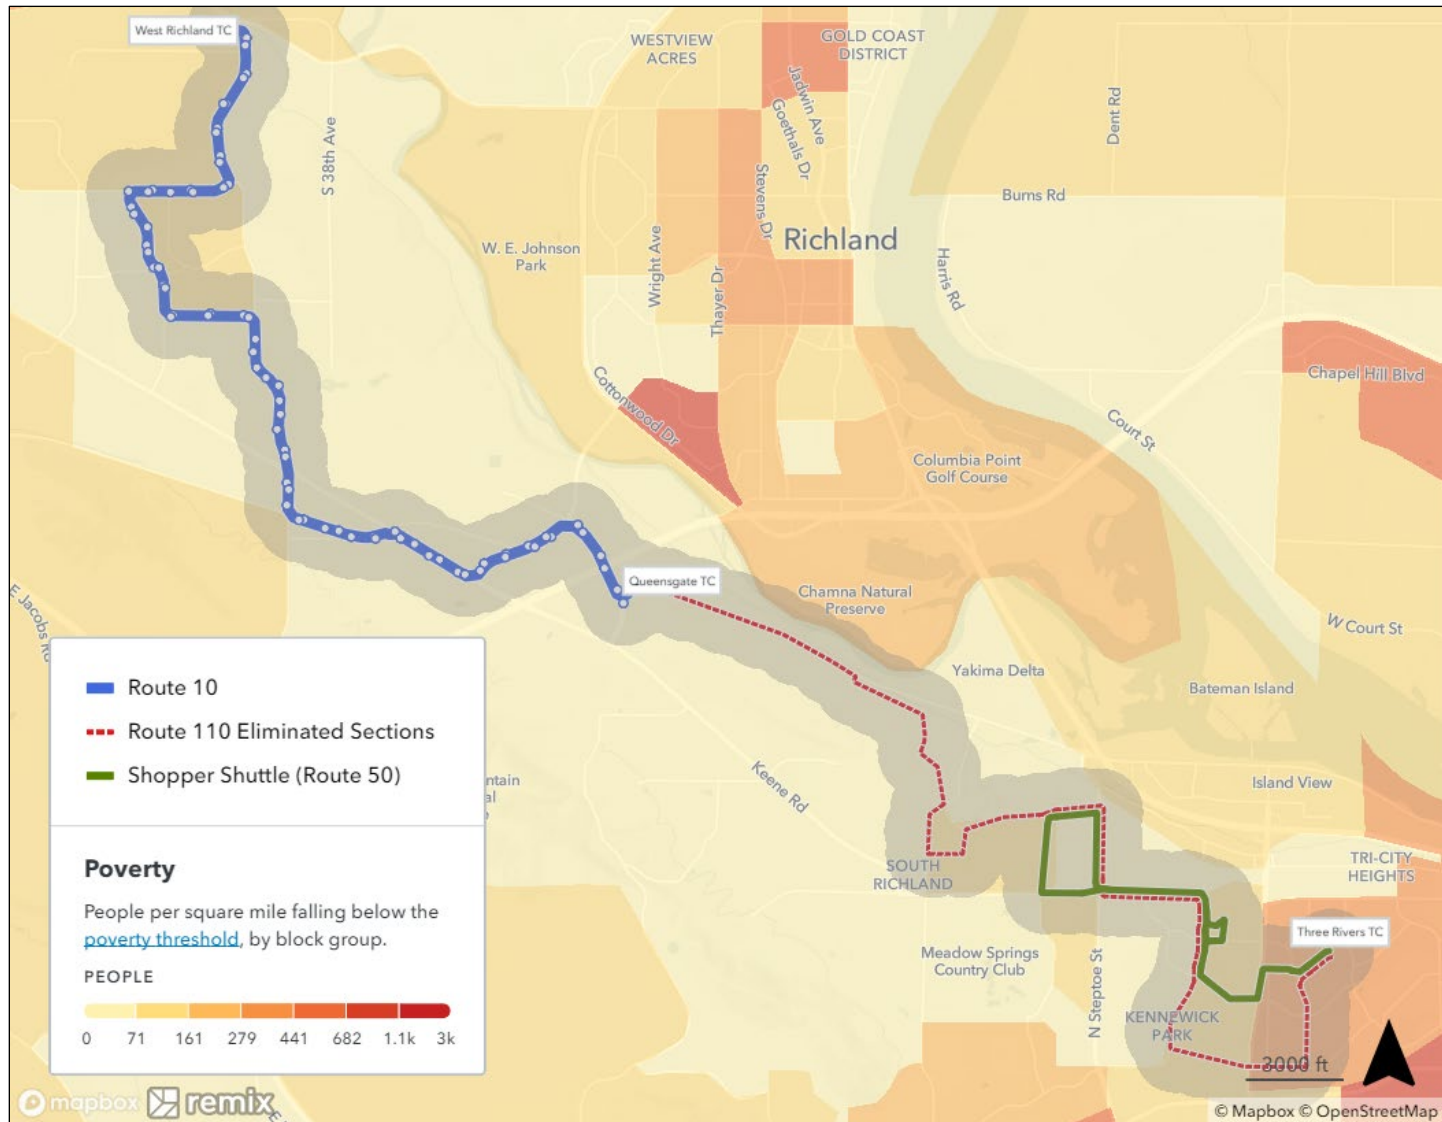 West Richland TC
WESTVIEW
ACRES
GOLD COAST
DISTRICT
Jadwin Ave
Goethals Dr
Dent Rd
S 38th Ave
Stevens Dr
Burns Rd
Richland
W. E. Johnson
Park
Wright Ave
Thayer Dr
Harris Rd
Cottonwood Dr
Chapel Hill Blvd
Court St
Columbia Point
Golf Course
Queensgate TC
Chamna Natural
Preserve
E Jacobs Rd
W Court St
Yakima Delta
Bateman Island
Route 10
Route 110 Eliminated Sections
Shopper Shuttle (Route 50)
ntain
al
Keene Rd
Island View
SOUTH
RICHLAND
TRI-CITY
HEIGHTS
Poverty
People per square mile falling below the
poverty threshold, by block group.
PEOPLE
0 71 161 279 441 682 1.1k 3k
Three Rivers TC
Meadow Springs
Country Club
N Steptoe St
KENNEWICK
PARK
3000 ft
mapbox remix
© Mapbox © OpenStreetMap